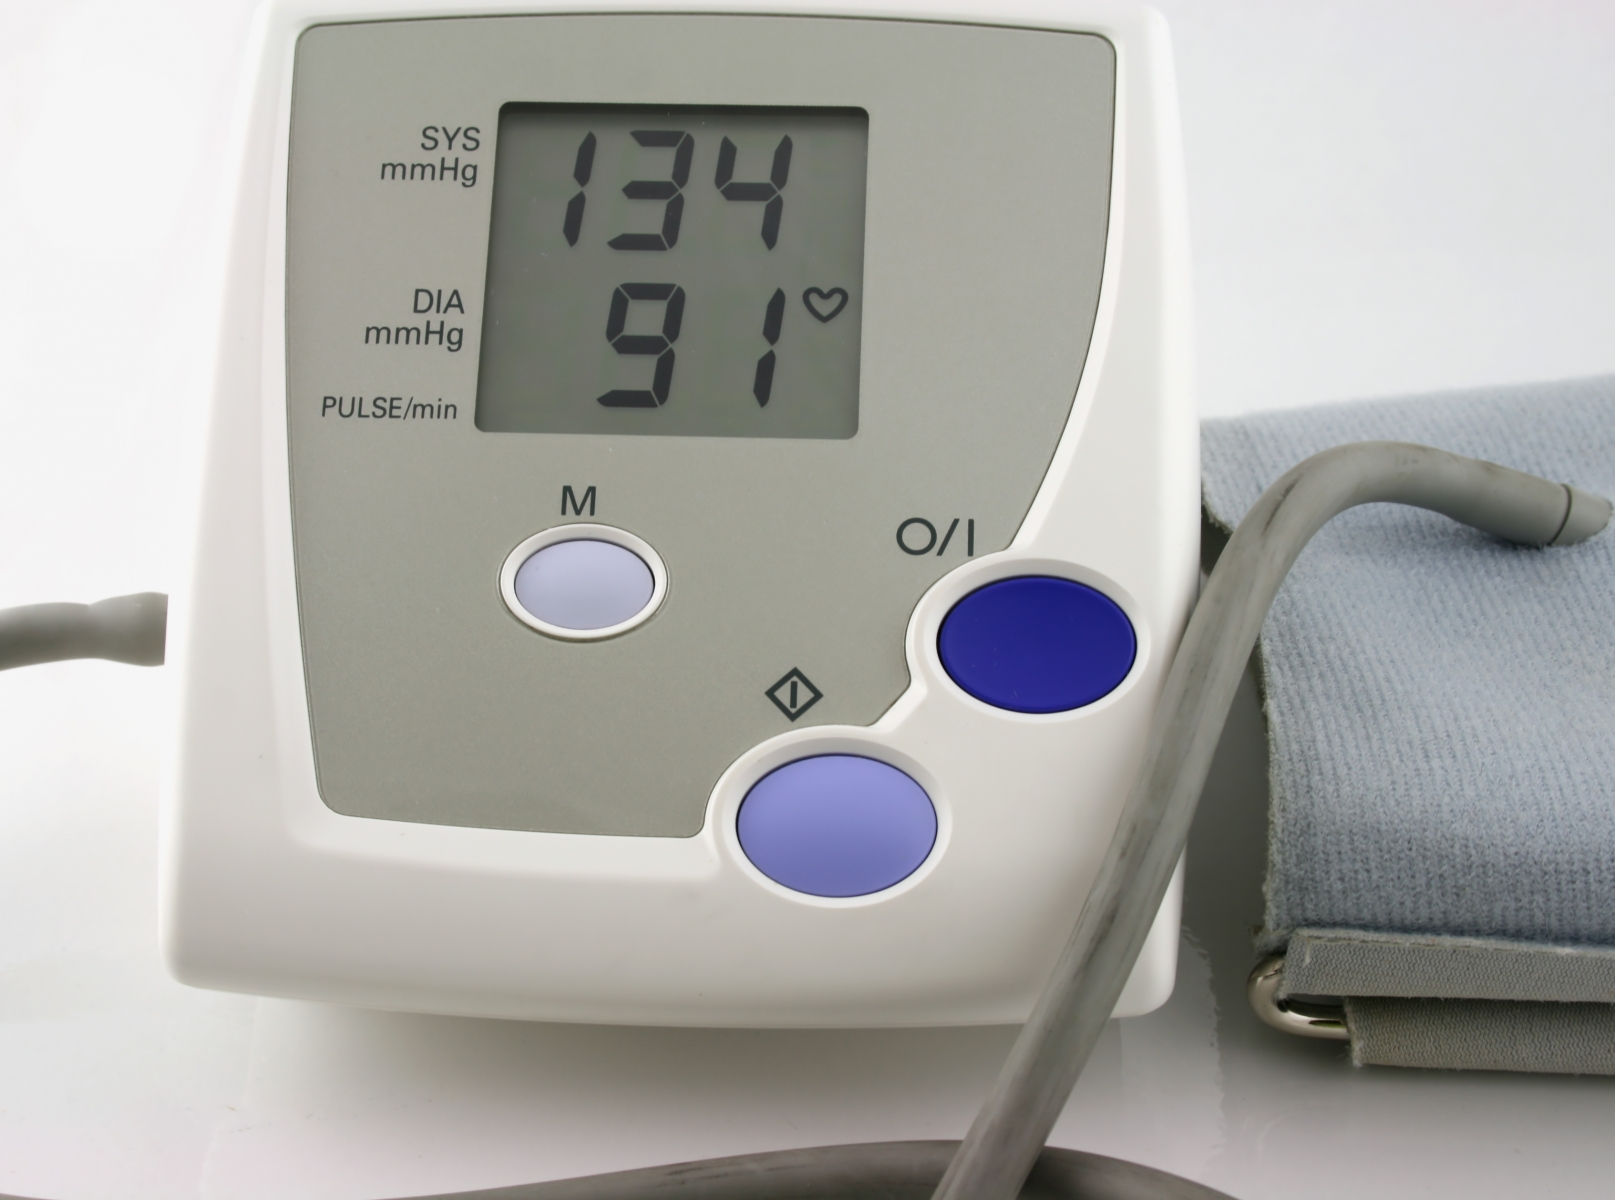 SYS
mmHg
134
DIA
mmHg
91
PULSE/min
M
O/I